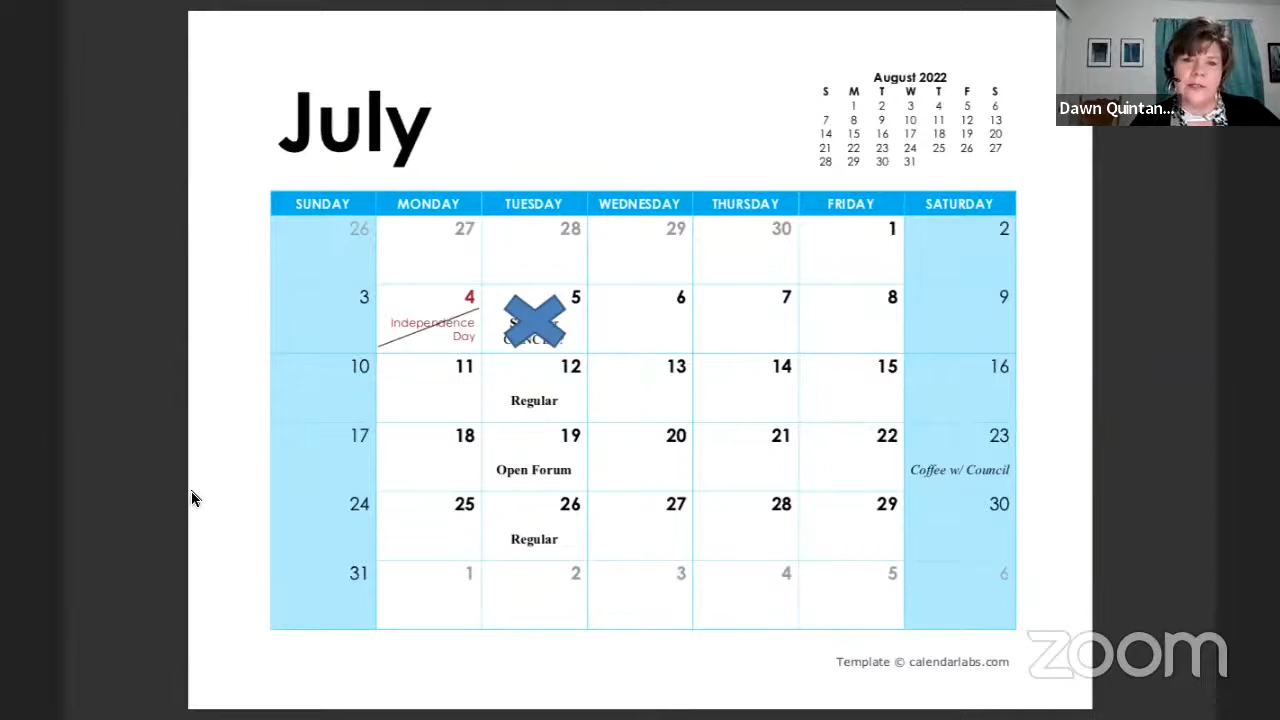 July
August 2022
S M T W T F S
1 2 3 4 5 6
7 8 9 10 11 12 13
14 15 16 17 18 19 20
21 22 23 24 25 26 27
28 29 30 31
Dawn Quintan...
SUNDAY MONDAY TUESDAY WEDNESDAY THURSDAY FRIDAY SATURDAY
26 27 28 29 30 1 2
3 4 5 6 7 8 9
Independence
Day
10 11 12 13 14 15 16
Regular
17 18 19 20 21 22 23
Open Forum Coffee w/ Council
24 25 26 27 28 29 30
Regular
31 1 2 3 4 5 6
Template © calendarlabs.com
zoom